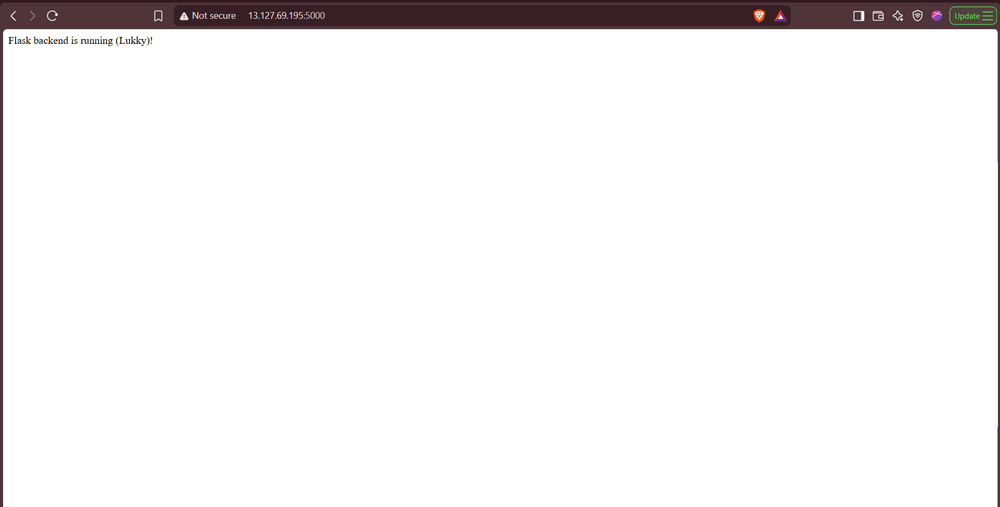 Not secure 13.127.69.195:5000
Update
Flask backend is running (Lukky)!